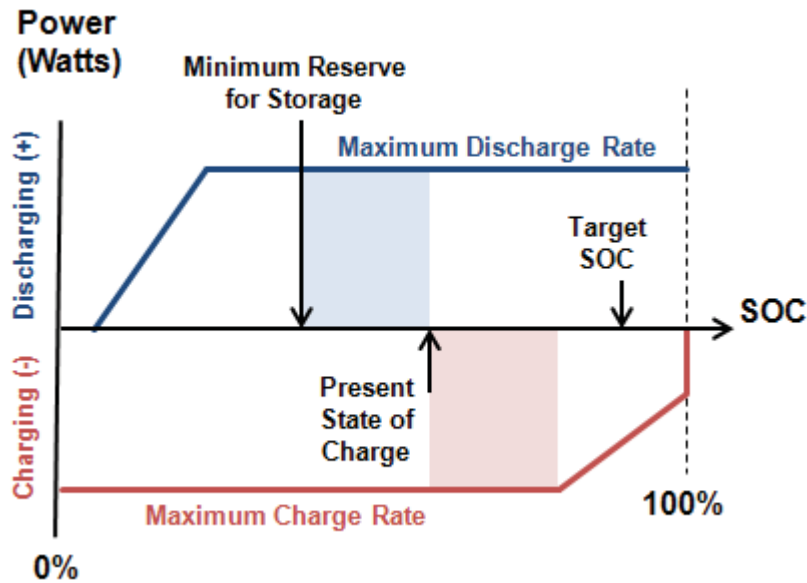 Power
(Watts)
Minimum Reserve
for Storage
Discharging (+)
Maximum Discharge Rate
Target
SOC
SOC
Charging (-)
Present
State of
Charge
Maximum Charge Rate
100%
0%